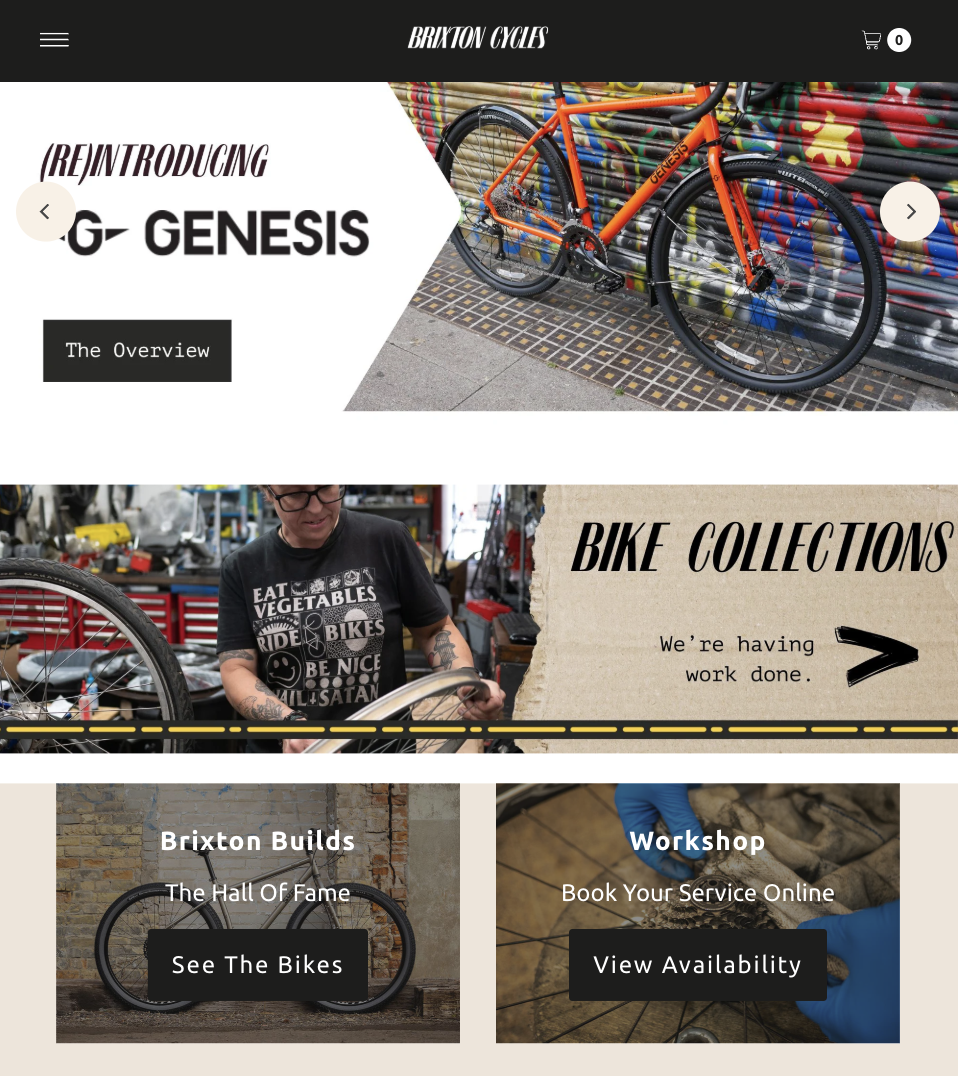 BRIXTON CYCLES
0
(RE)INTRODUCING
G GENESIS
The Overview
GENESIS
BIKE COLLECTIONS
EAT
VEGETABLES
RIDE BIKES
BE NICE
HAIL SATAN
We're having
work done.
Brixton Builds
The Hall Of Fame
See The Bikes
Workshop
Book Your Service Online
View Availability